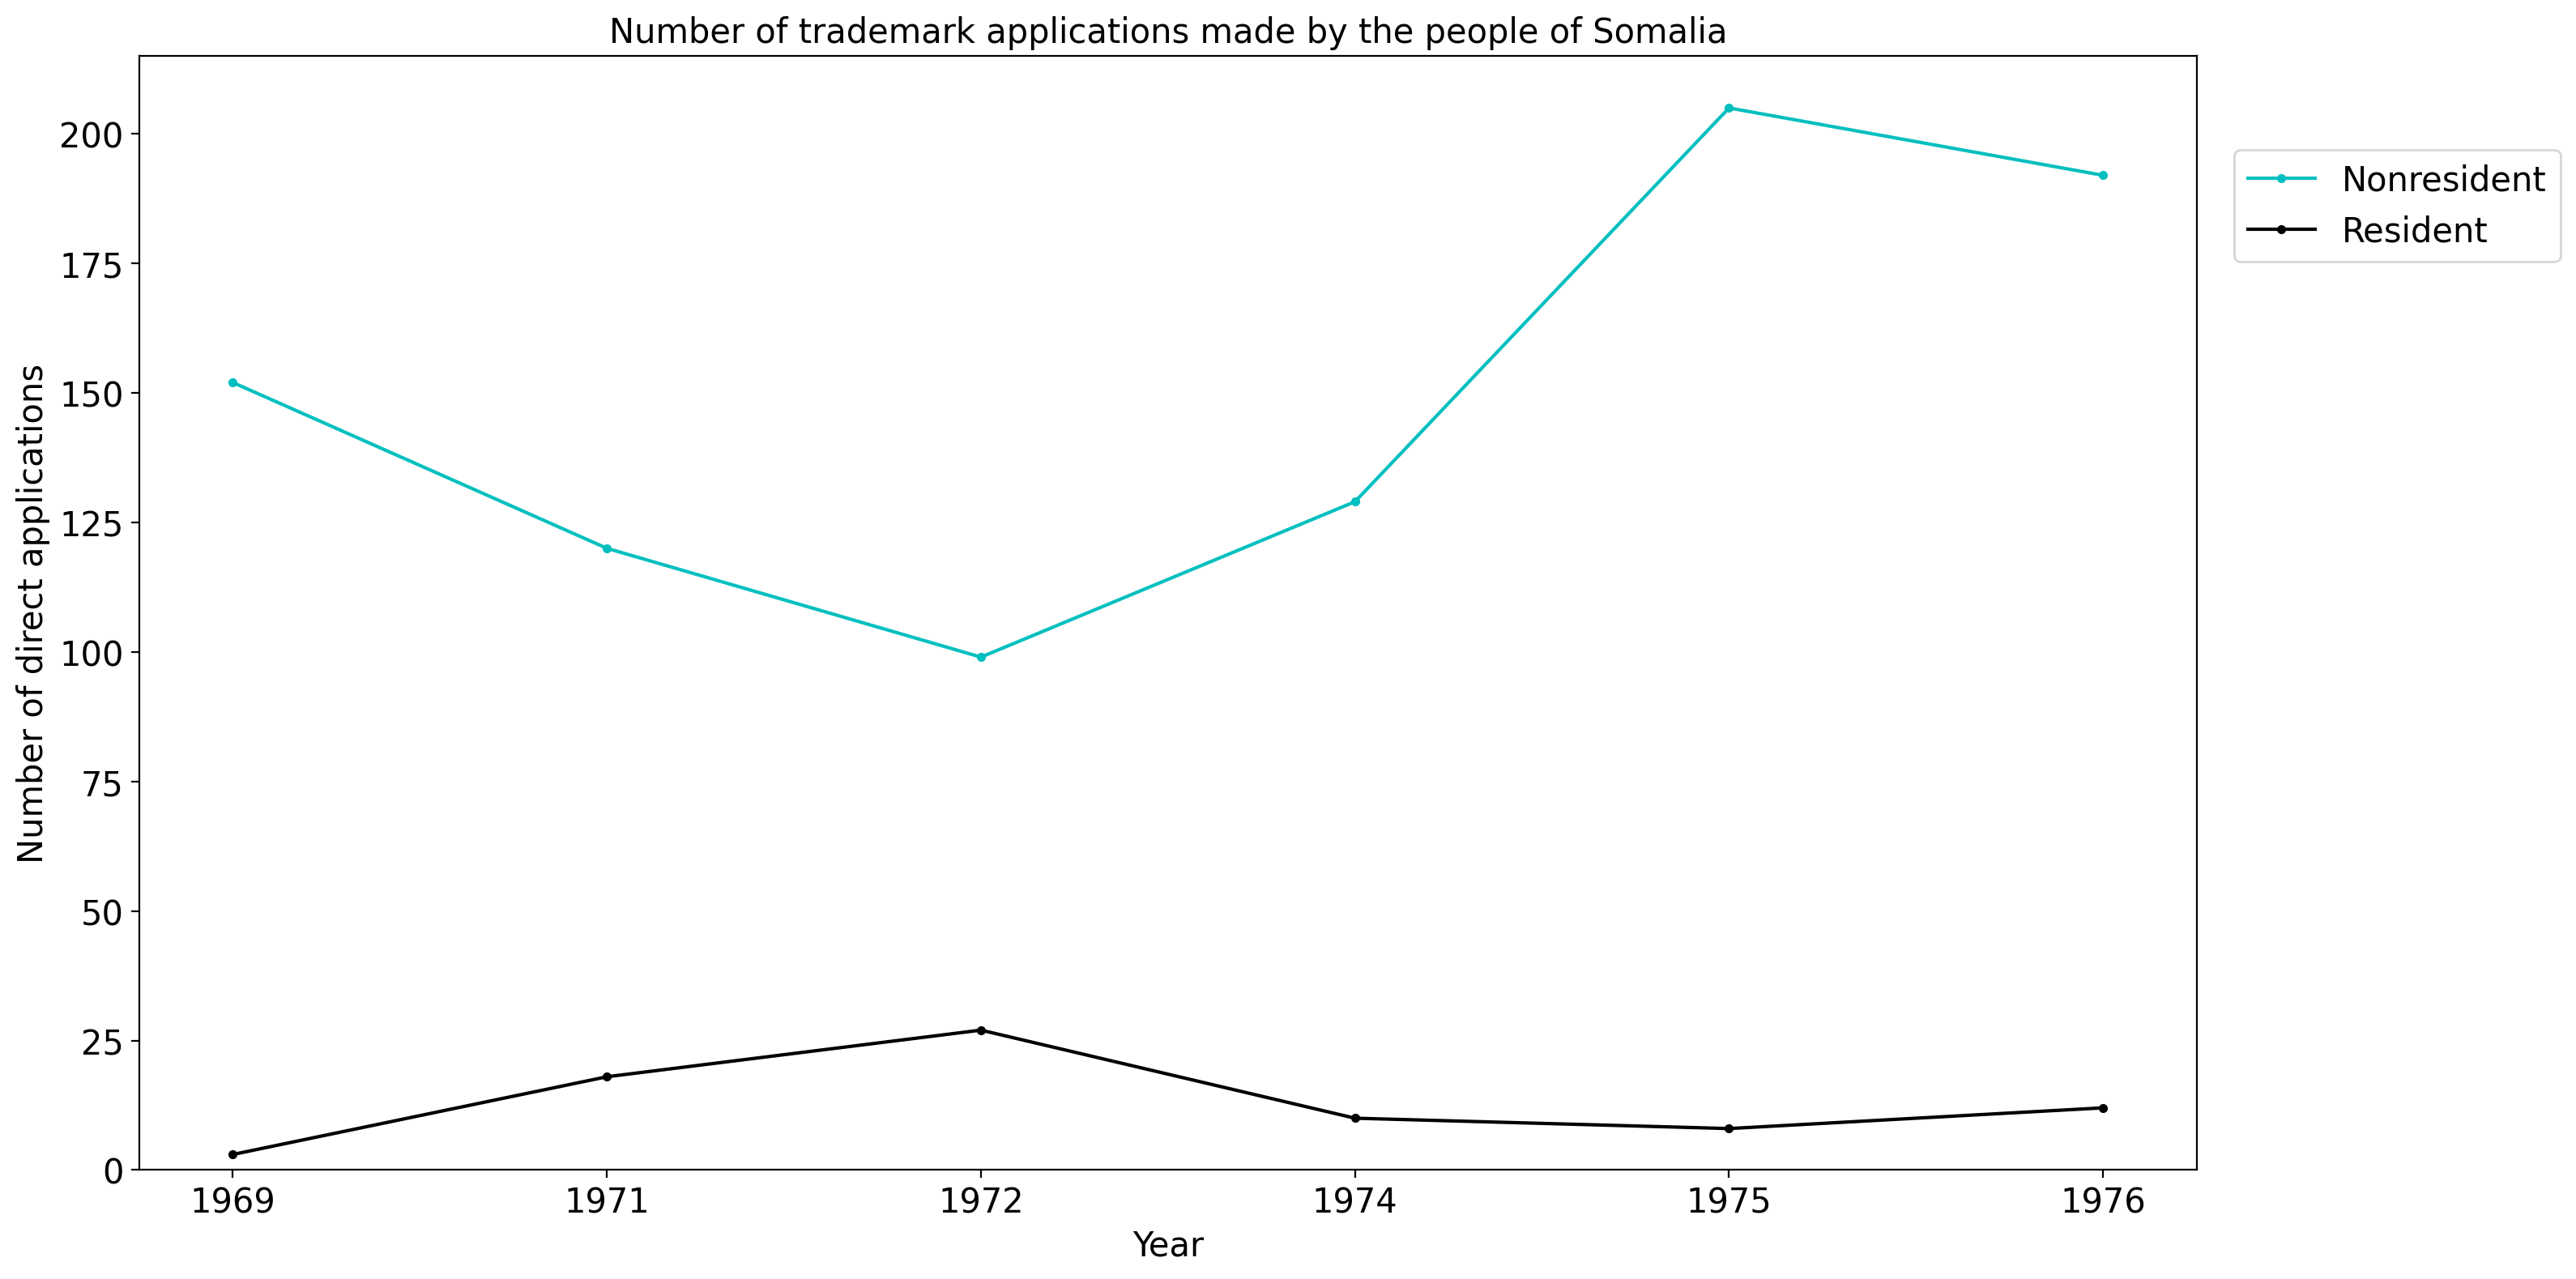 Number of trademark applications made by the people of Somalia
Number of direct applications
200
175
150
125
100
75
50
25
0
1969 1971 1972 1974 1975 1976
Year
Nonresident
Resident